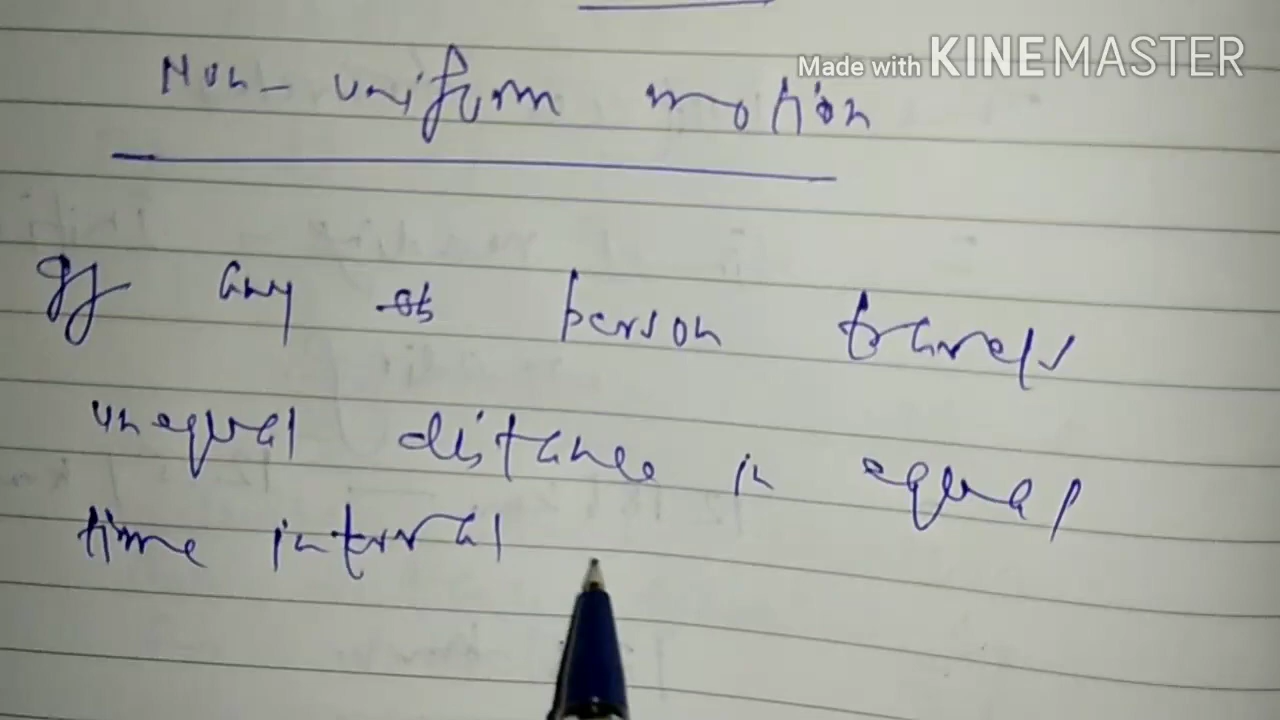 Made with KINEMASTER
Non-uniform motion
If any person travels
unequal distance in equal
time interval